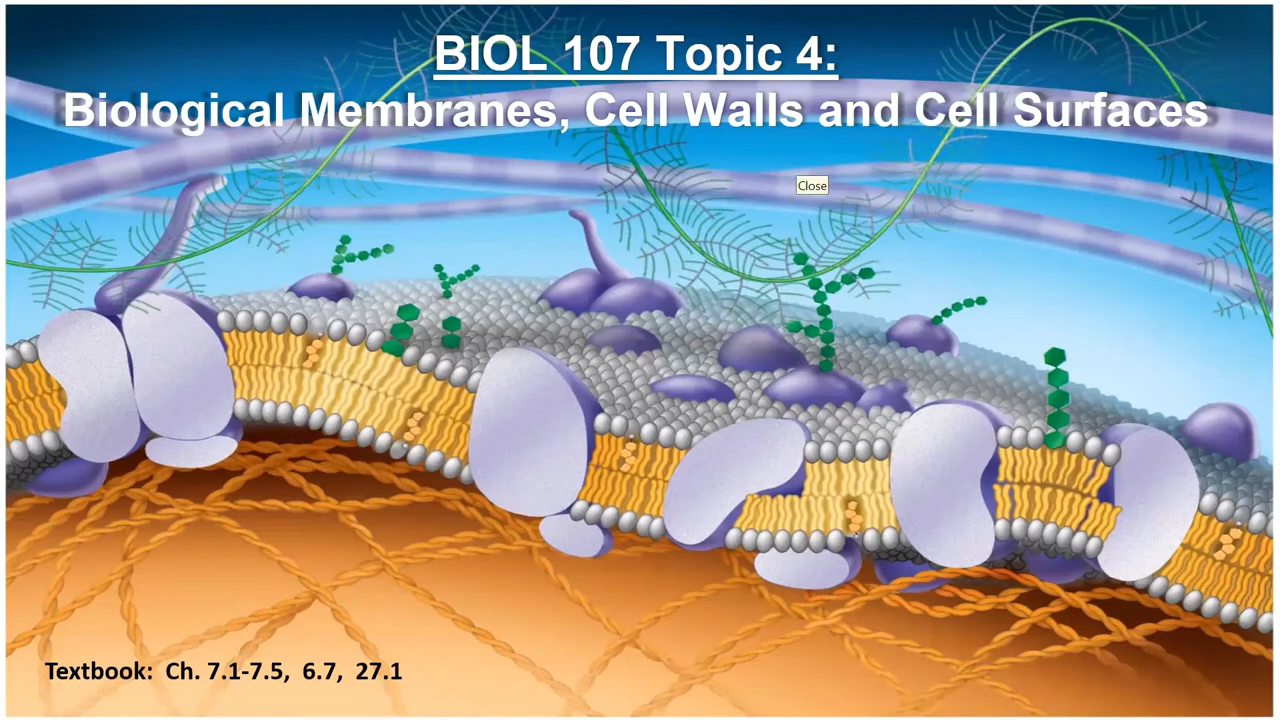 BIOL 107 Topic 4:
Biological Membranes, Cell Walls and Cell Surfaces
Close
Textbook:  Ch. 7.1-7.5,  6.7,  27.1